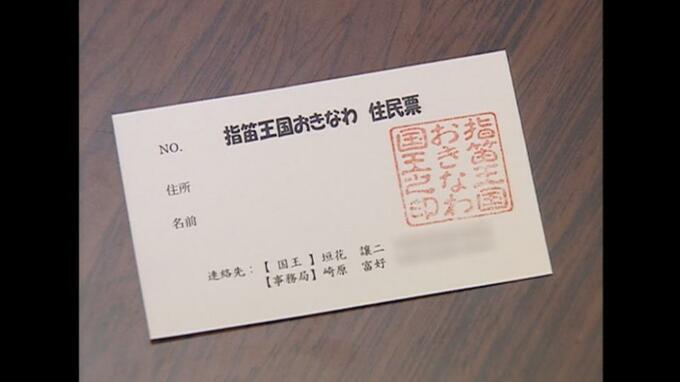 指笛王国おきなわ 住民票
NO.
住所
名前
指笛王国
おきなわ
国王之印
連絡先：【 国王 】垣花 譲二
【事務局】崎原 富好